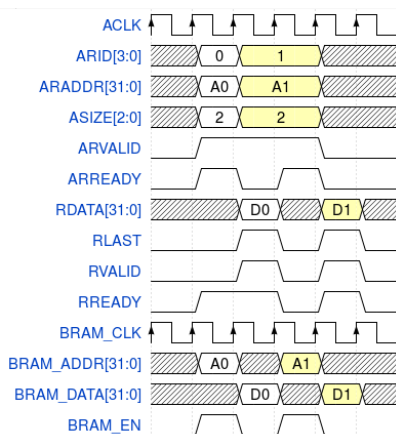 ACLK
ARID[3:0] 0 1
ARADDR[31:0] A0 A1
ASIZE[2:0] 2 2
ARVALID
ARREADY
RDATA[31:0] D0 D1
RLAST
RVALID
RREADY
BRAM_CLK
BRAM_ADDR[31:0] A0 A1
BRAM_DATA[31:0] D0 D1
BRAM_EN